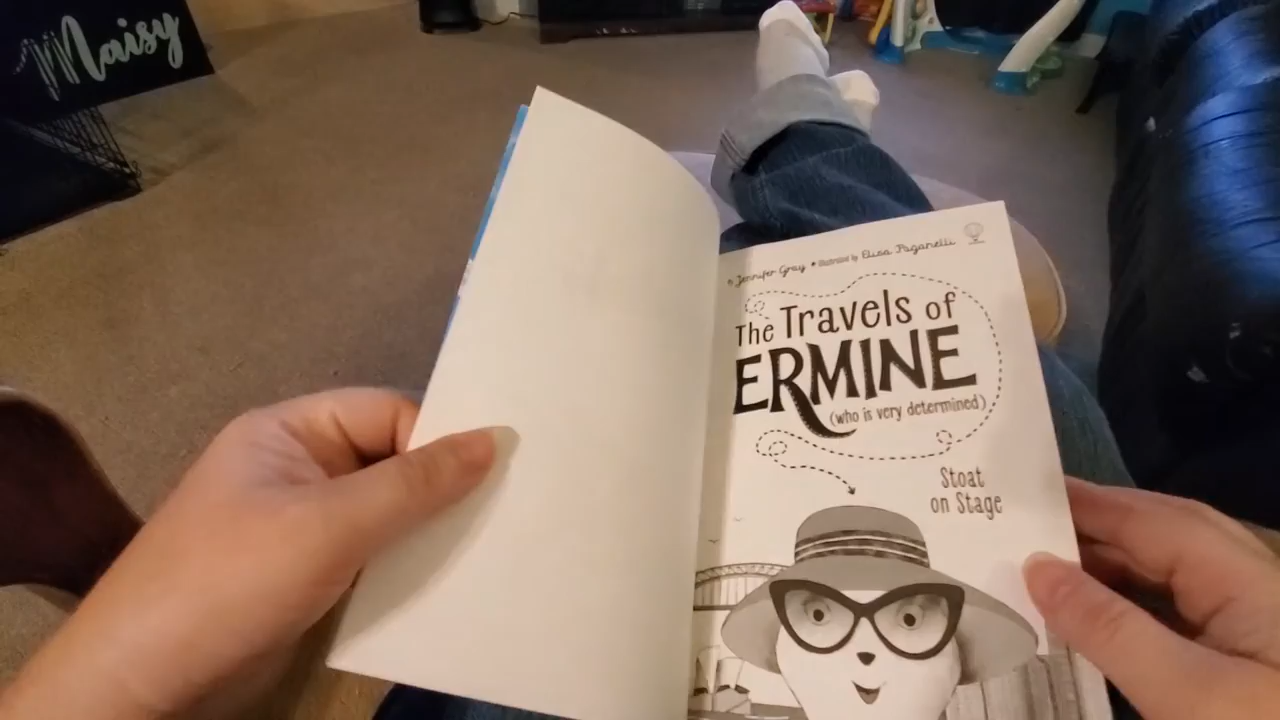 Maisy
Jennifer Gray • Illustrated by Elisa Paganelli
The Travels of
ERMINE
(who is very determined)
Stoat
on Stage